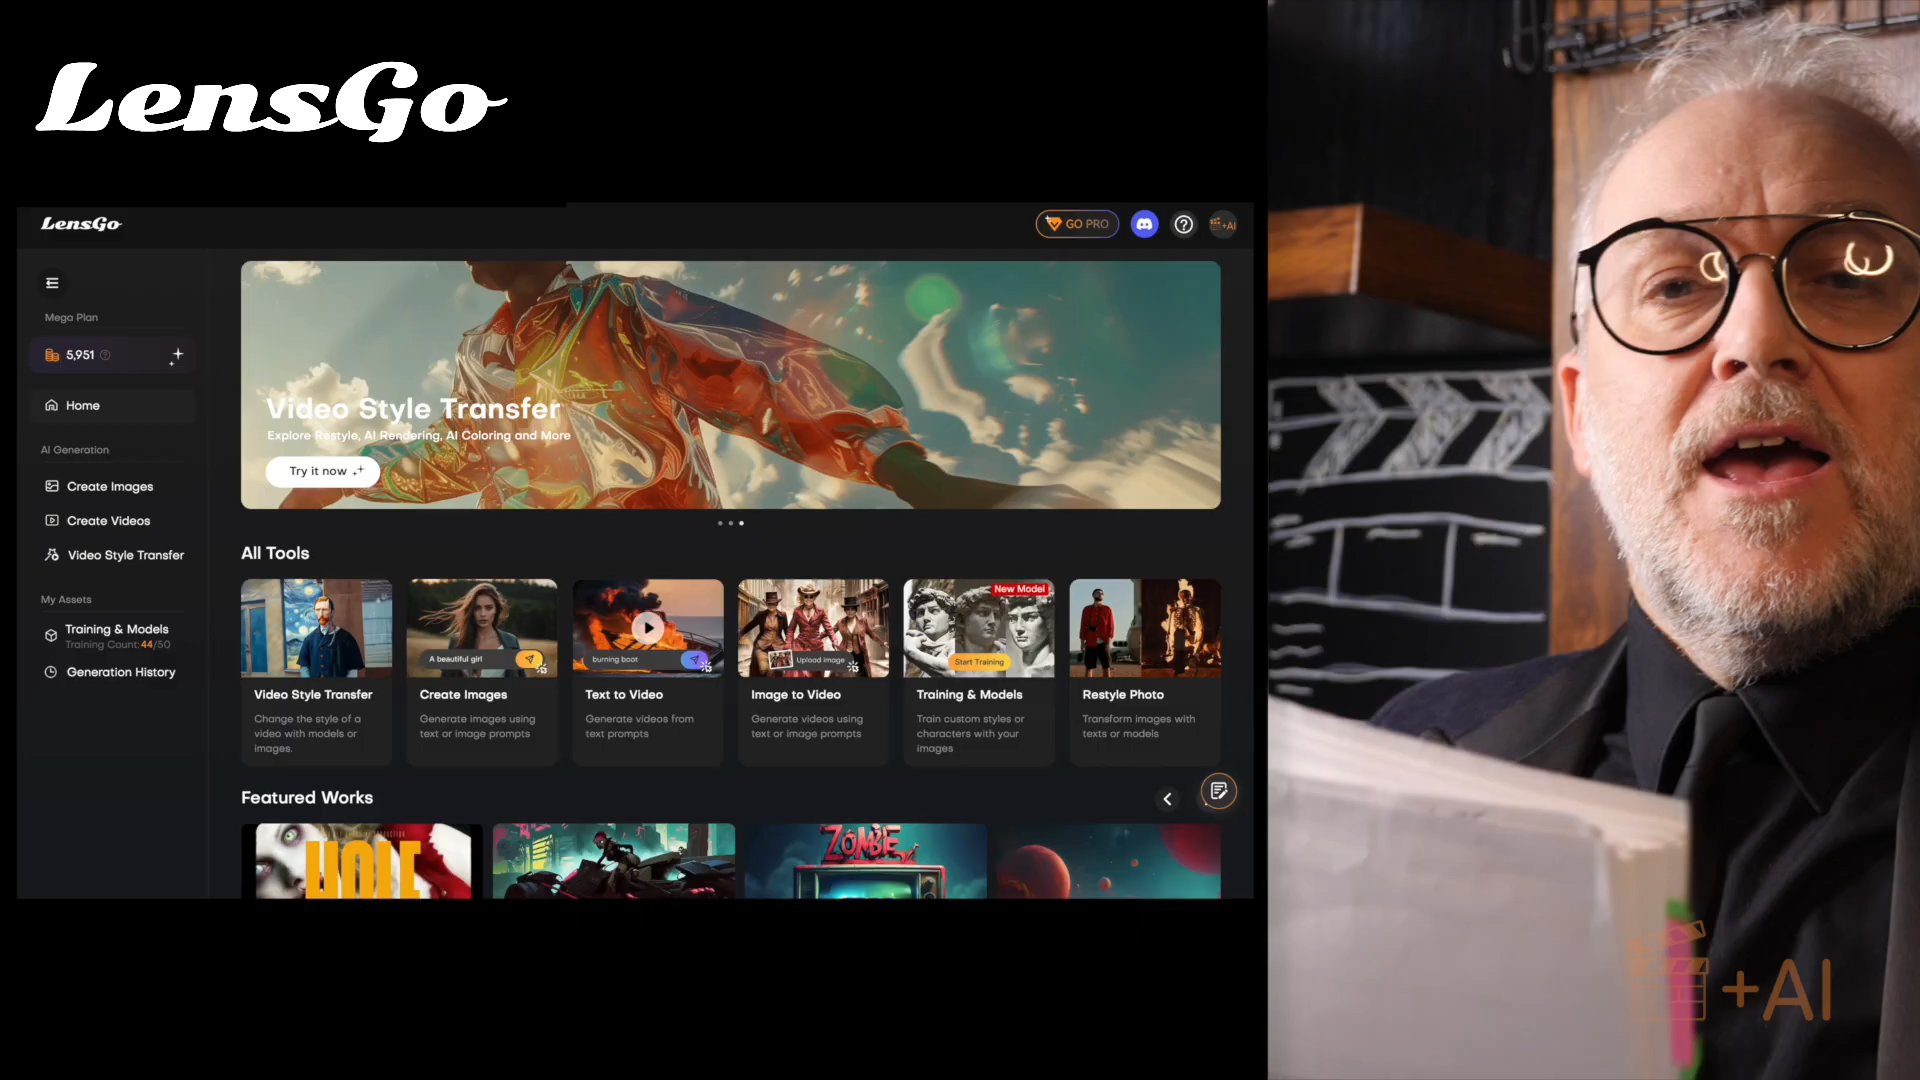 LensGo
LensGo
GO PRO
+AI
Mega Plan
5,951
Home
AI Generation
Create Images
Create Videos
Video Style Transfer
My Assets
Training & Models
Training Count: 44/50
Generation History
Video Style Transfer
Explore Restyle, AI Rendering, AI Coloring and More
Try it now
All Tools
A beautiful girl
burning boat
Upload image
New Model
Start Training
Video Style Transfer
Change the style of a
video with models or
images.
Create Images
Generate images using
text or image prompts
Text to Video
Generate videos from
text prompts
Image to Video
Generate videos using
text or image prompts
Training & Models
Train custom styles or
characters with your
images
Restyle Photo
Transform images with
texts or models
Featured Works
HOLE
ZOMBIE
+AI